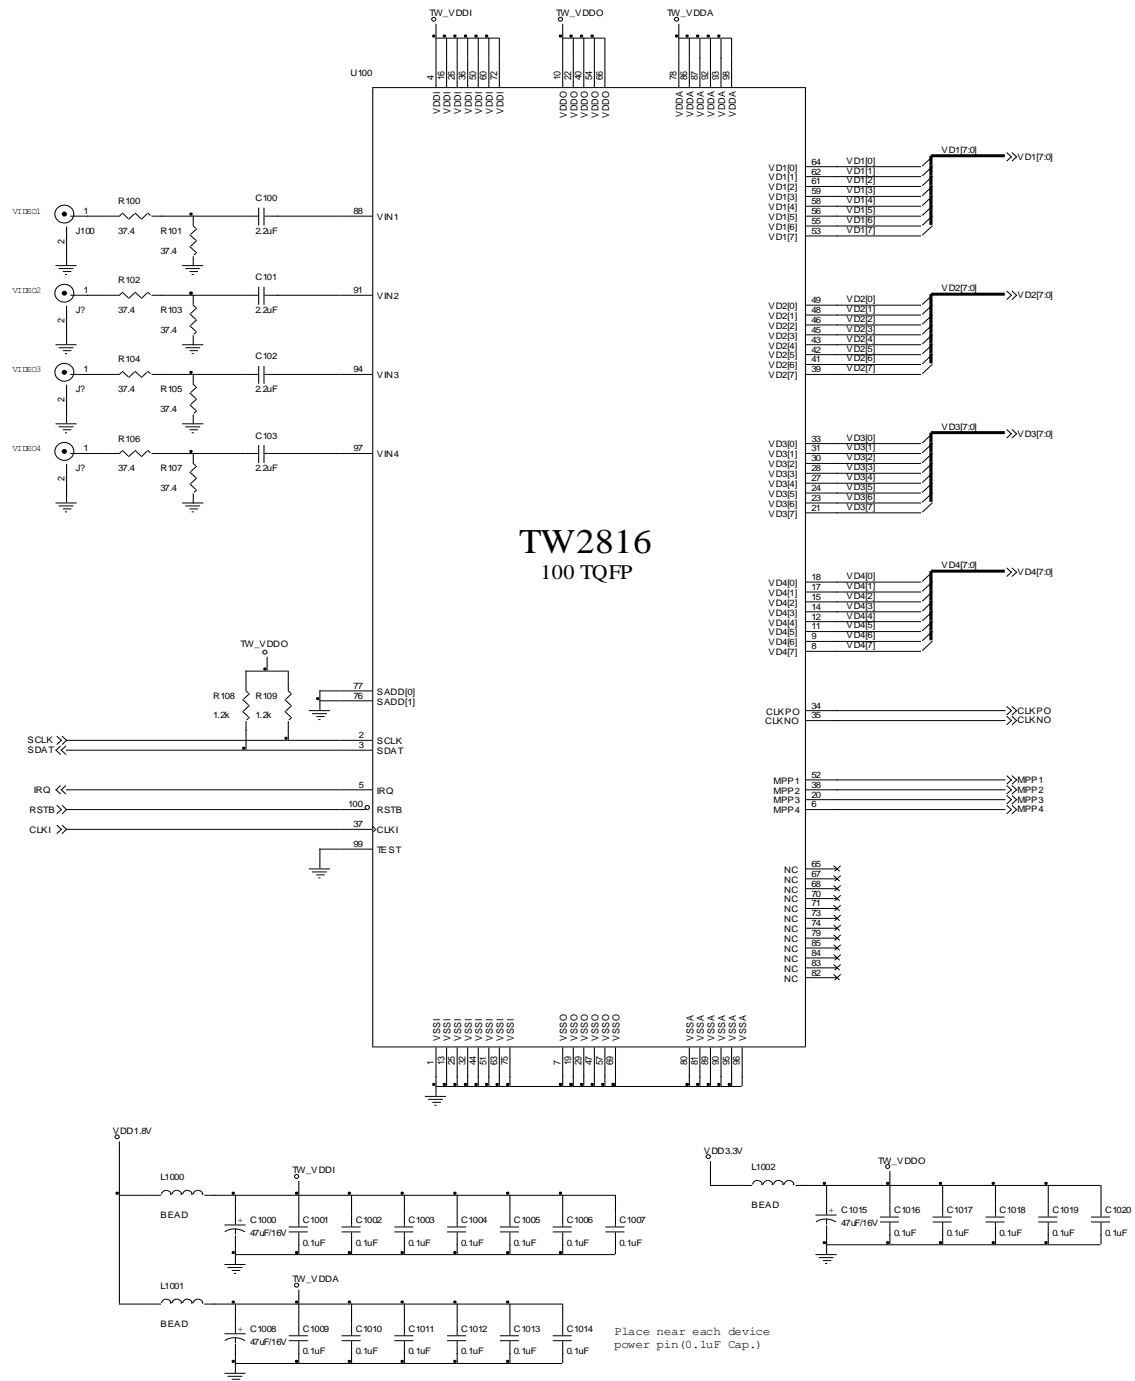 TW_VDDI
TW_VDDO
TW_VDDA
U100
4 16 26 36 50 60 72
10 22 40 54 66
78 86 87 92 93 98
VDDI VDDI VDDI VDDI VDDI VDDI VDDI
VDDO VDDO VDDO VDDO VDDO
VDDA VDDA VDDA VDDA VDDA VDDA
VIDEO1 1 R100 C100 88 VIN1
J100 R101
2 37.4 37.4 2.2uF
VIDEO2 1 R102 C101 91 VIN2
J? R103
2 37.4 37.4 2.2uF
VIDEO3 1 R104 C102 94 VIN3
J? R105
2 37.4 37.4 2.2uF
VIDEO4 1 R106 C103 97 VIN4
J? R107
2 37.4 37.4 2.2uF
VD1[7:0] VD1[7:0]
VD1[0] 64 VD1[0]
VD1[1] 62 VD1[1]
VD1[2] 61 VD1[2]
VD1[3] 59 VD1[3]
VD1[4] 58 VD1[4]
VD1[5] 56 VD1[5]
VD1[6] 55 VD1[6]
VD1[7] 53 VD1[7]
VD2[7:0] VD2[7:0]
VD2[0] 49 VD2[0]
VD2[1] 48 VD2[1]
VD2[2] 46 VD2[2]
VD2[3] 45 VD2[3]
VD2[4] 43 VD2[4]
VD2[5] 42 VD2[5]
VD2[6] 41 VD2[6]
VD2[7] 39 VD2[7]
VD3[7:0] VD3[7:0]
VD3[0] 33 VD3[0]
VD3[1] 31 VD3[1]
VD3[2] 30 VD3[2]
VD3[3] 28 VD3[3]
VD3[4] 27 VD3[4]
VD3[5] 24 VD3[5]
VD3[6] 23 VD3[6]
VD3[7] 21 VD3[7]
TW2816
100 TQFP
VD4[7:0] VD4[7:0]
VD4[0] 18 VD4[0]
VD4[1] 17 VD4[1]
VD4[2] 15 VD4[2]
VD4[3] 14 VD4[3]
VD4[4] 12 VD4[4]
VD4[5] 11 VD4[5]
VD4[6] 9 VD4[6]
VD4[7] 8 VD4[7]
TW_VDDO
R108 R109
1.2k 1.2k
77 SADD[0]
76 SADD[1]
SCLK 2 SCLK
SDAT 3 SDAT
IRQ 5 IRQ
RSTB 100 RSTB
CLKI 37 CLKI
99 TEST
CLKPO 34 CLKPO
CLKNO 35 CLKNO
MPP1 52 MPP1
MPP2 38 MPP2
MPP3 20 MPP3
MPP4 6 MPP4
NC 65
NC 67
NC 68
NC 70
NC 71
NC 73
NC 74
NC 79
NC 85
NC 84
NC 83
NC 82
VSSI VSSI VSSI VSSI VSSI VSSI VSSI VSSI
VSSO VSSO VSSO VSSO VSSO VSSO
VSSA VSSA VSSA VSSA VSSA VSSA
1 13 25 32 44 51 63 75
7 19 29 47 57 69
80 81 89 90 95 96
VDD1.8V
L1000 TW_VDDI
BEAD
C1000 C1001 C1002 C1003 C1004 C1005 C1006 C1007
47uF/16V 0.1uF 0.1uF 0.1uF 0.1uF 0.1uF 0.1uF 0.1uF
L1001 TW_VDDA
BEAD
C1008 C1009 C1010 C1011 C1012 C1013 C1014
47uF/16V 0.1uF 0.1uF 0.1uF 0.1uF 0.1uF 0.1uF
Place near each device
power pin(0.1uF Cap.)
VDD3.3V
L1002 TW_VDDO
BEAD
C1015 C1016 C1017 C1018 C1019 C1020
47uF/16V 0.1uF 0.1uF 0.1uF 0.1uF 0.1uF